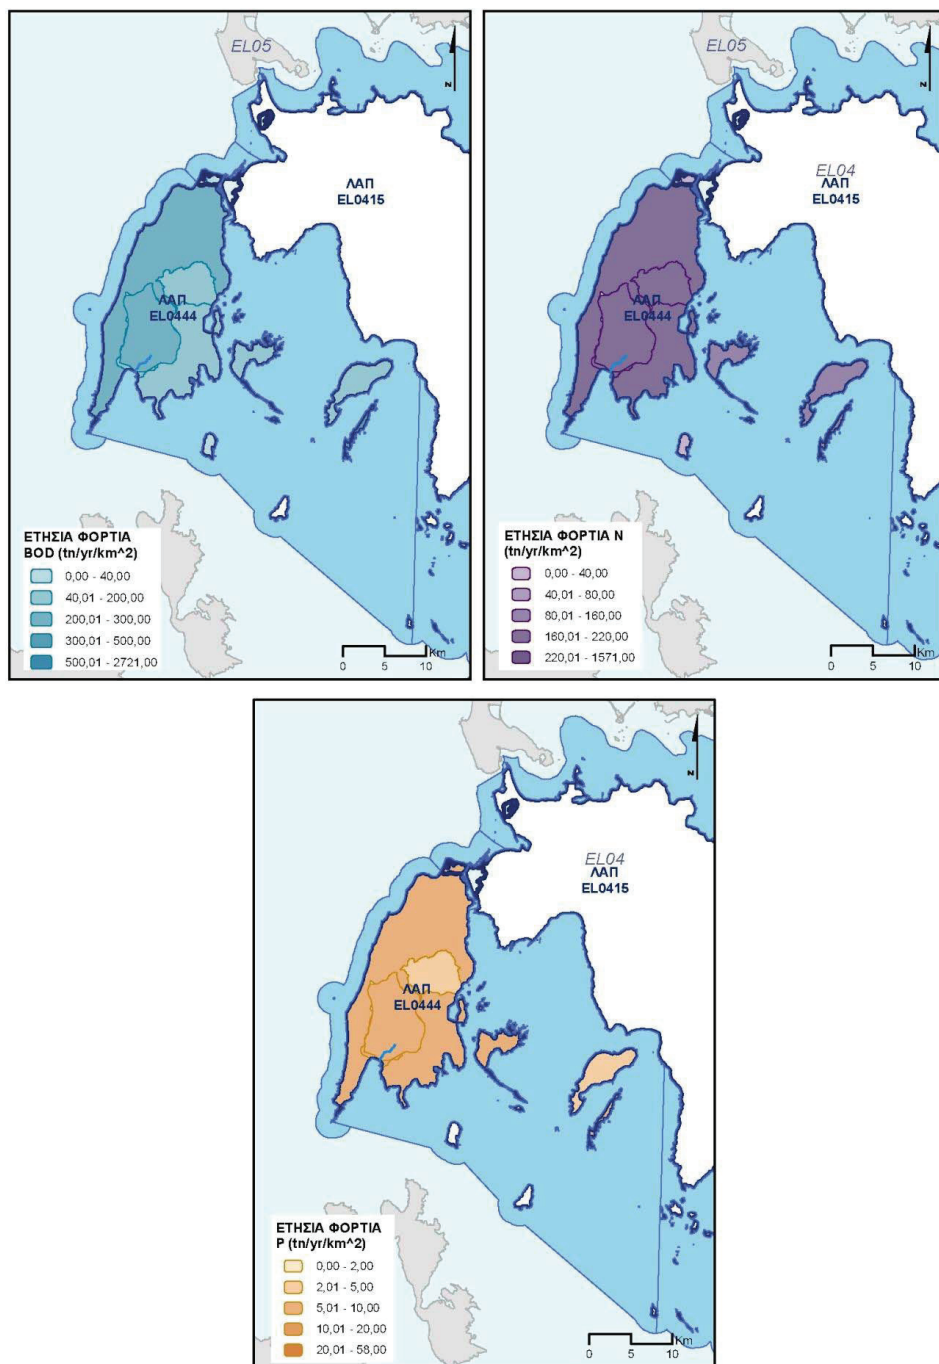 EL05
N
ΛΑΠ
EL0415
ΛΑΠ
EL0444
ΕΤΗΣΙΑ ΦΟΡΤΙΑ
BOD (tn/yr/km^2)
0,00 - 40,00
40,01 - 200,00
200,01 - 300,00
300,01 - 500,00
500,01 - 2721,00
Km
0 5 10
EL05
N
EL04
ΛΑΠ
EL0415
ΛΑΠ
EL0444
ΕΤΗΣΙΑ ΦΟΡΤΙΑ N
(tn/yr/km^2)
0,00 - 40,00
40,01 - 80,00
80,01 - 160,00
160,01 - 220,00
220,01 - 1571,00
Km
0 5 10
N
EL04
ΛΑΠ
EL0415
ΛΑΠ
EL0444
ΕΤΗΣΙΑ ΦΟΡΤΙΑ
P (tn/yr/km^2)
0,00 - 2,00
2,01 - 5,00
5,01 - 10,00
10,01 - 20,00
20,01 - 58,00
Km
0 5 10